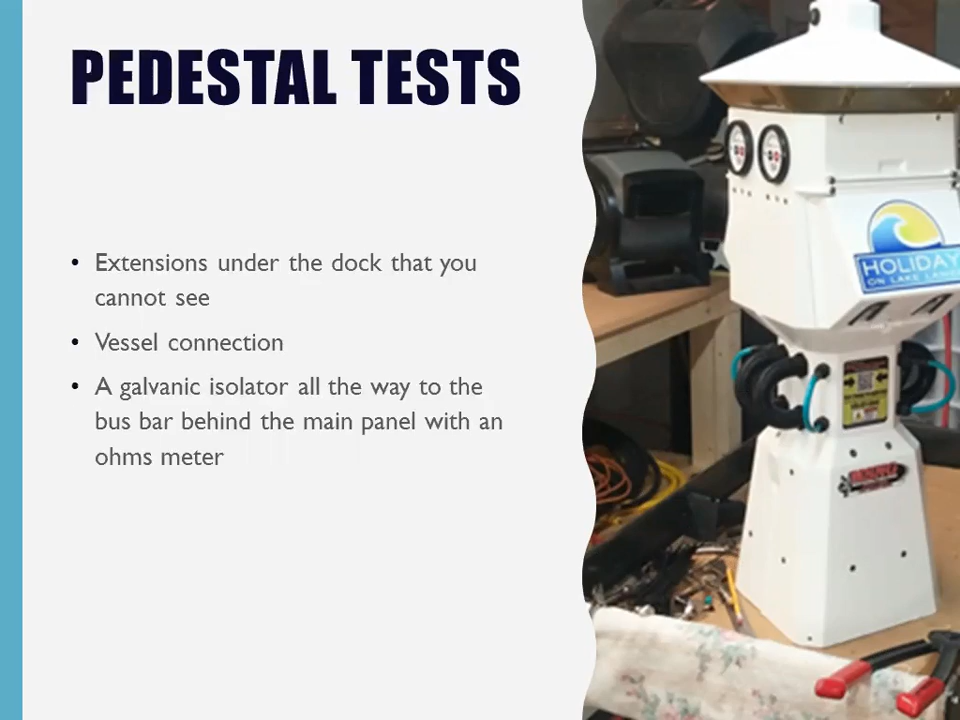 PEDESTAL TESTS
• Extensions under the dock that you
cannot see
• Vessel connection
• A galvanic isolator all the way to the
bus bar behind the main panel with an
ohms meter
HOLIDAY
ON LAKE LANIE